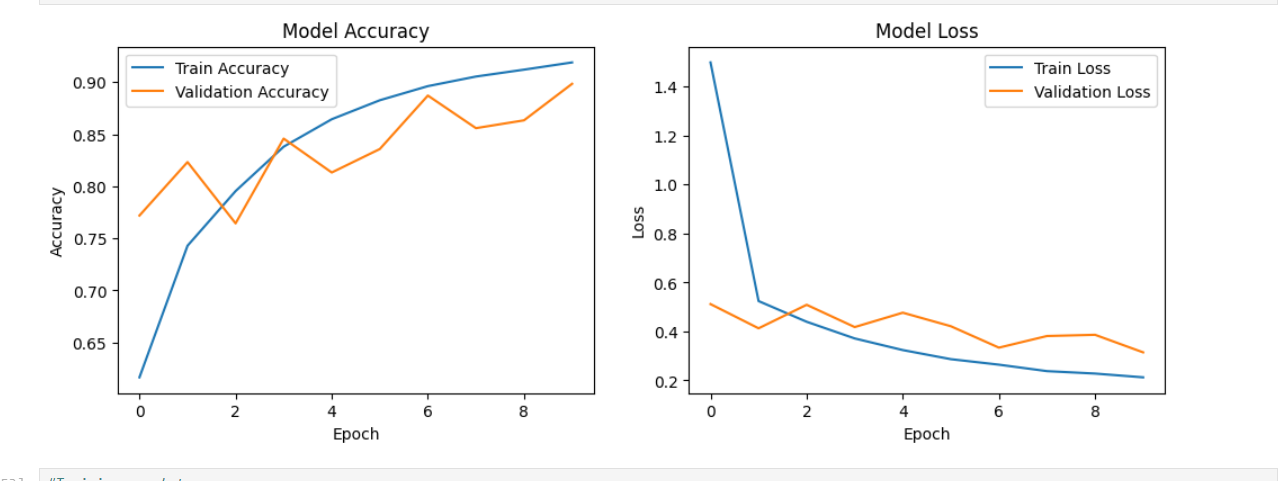 Model Accuracy
Train Accuracy
Validation Accuracy
0.90
0.85
0.80
0.75
0.70
0.65
Accuracy
0 2 4 6 8
Epoch
Model Loss
Train Loss
Validation Loss
1.4
1.2
1.0
0.8
0.6
0.4
0.2
Loss
0 2 4 6 8
Epoch